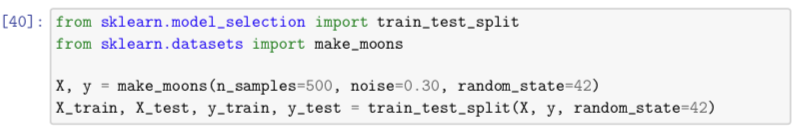 [40]: from sklearn.model_selection import train_test_split
from sklearn.datasets import make_moons
X, y = make_moons(n_samples=500, noise=0.30, random_state=42)
X_train, X_test, y_train, y_test = train_test_split(X, y, random_state=42)